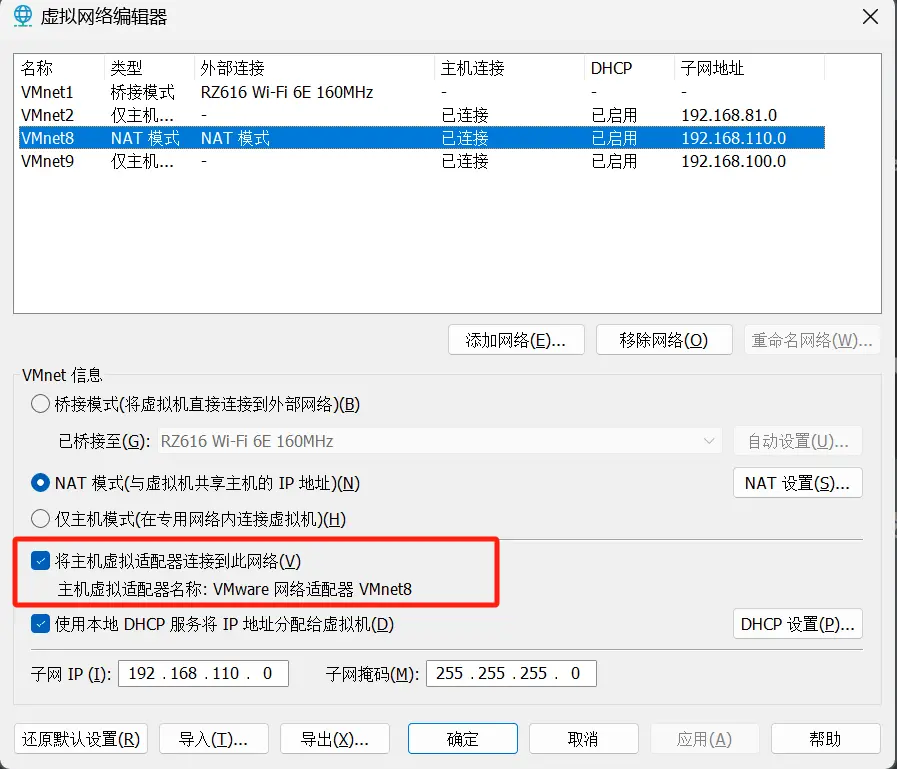 虚拟网络编辑器
名称 类型 外部连接 主机连接 DHCP 子网地址
VMnet1 桥接模式 RZ616 Wi-Fi 6E 160MHz - - -
VMnet2 仅主机... - 已连接 已启用 192.168.81.0
VMnet8 NAT 模式 NAT 模式 已连接 已启用 192.168.110.0
VMnet9 仅主机... - 已连接 已启用 192.168.100.0
添加网络(E)... 移除网络(O) 重命名网络(W)...
VMnet 信息
桥接模式(将虚拟机直接连接到外部网络)(B)
已桥接至(G): RZ616 Wi-Fi 6E 160MHz 自动设置(U)...
NAT 模式(与虚拟机共享主机的 IP 地址)(N) NAT 设置(S)...
仅主机模式(在专用网络内连接虚拟机)(H)
将主机虚拟适配器连接到此网络(V)
主机虚拟适配器名称: VMware 网络适配器 VMnet8
使用本地 DHCP 服务将 IP 地址分配给虚拟机(D) DHCP 设置(P)...
子网 IP (I): 192 . 168 . 110 . 0 子网掩码(M): 255 . 255 . 255 . 0
还原默认设置(R) 导入(T)... 导出(X)... 确定 取消 应用(A) 帮助